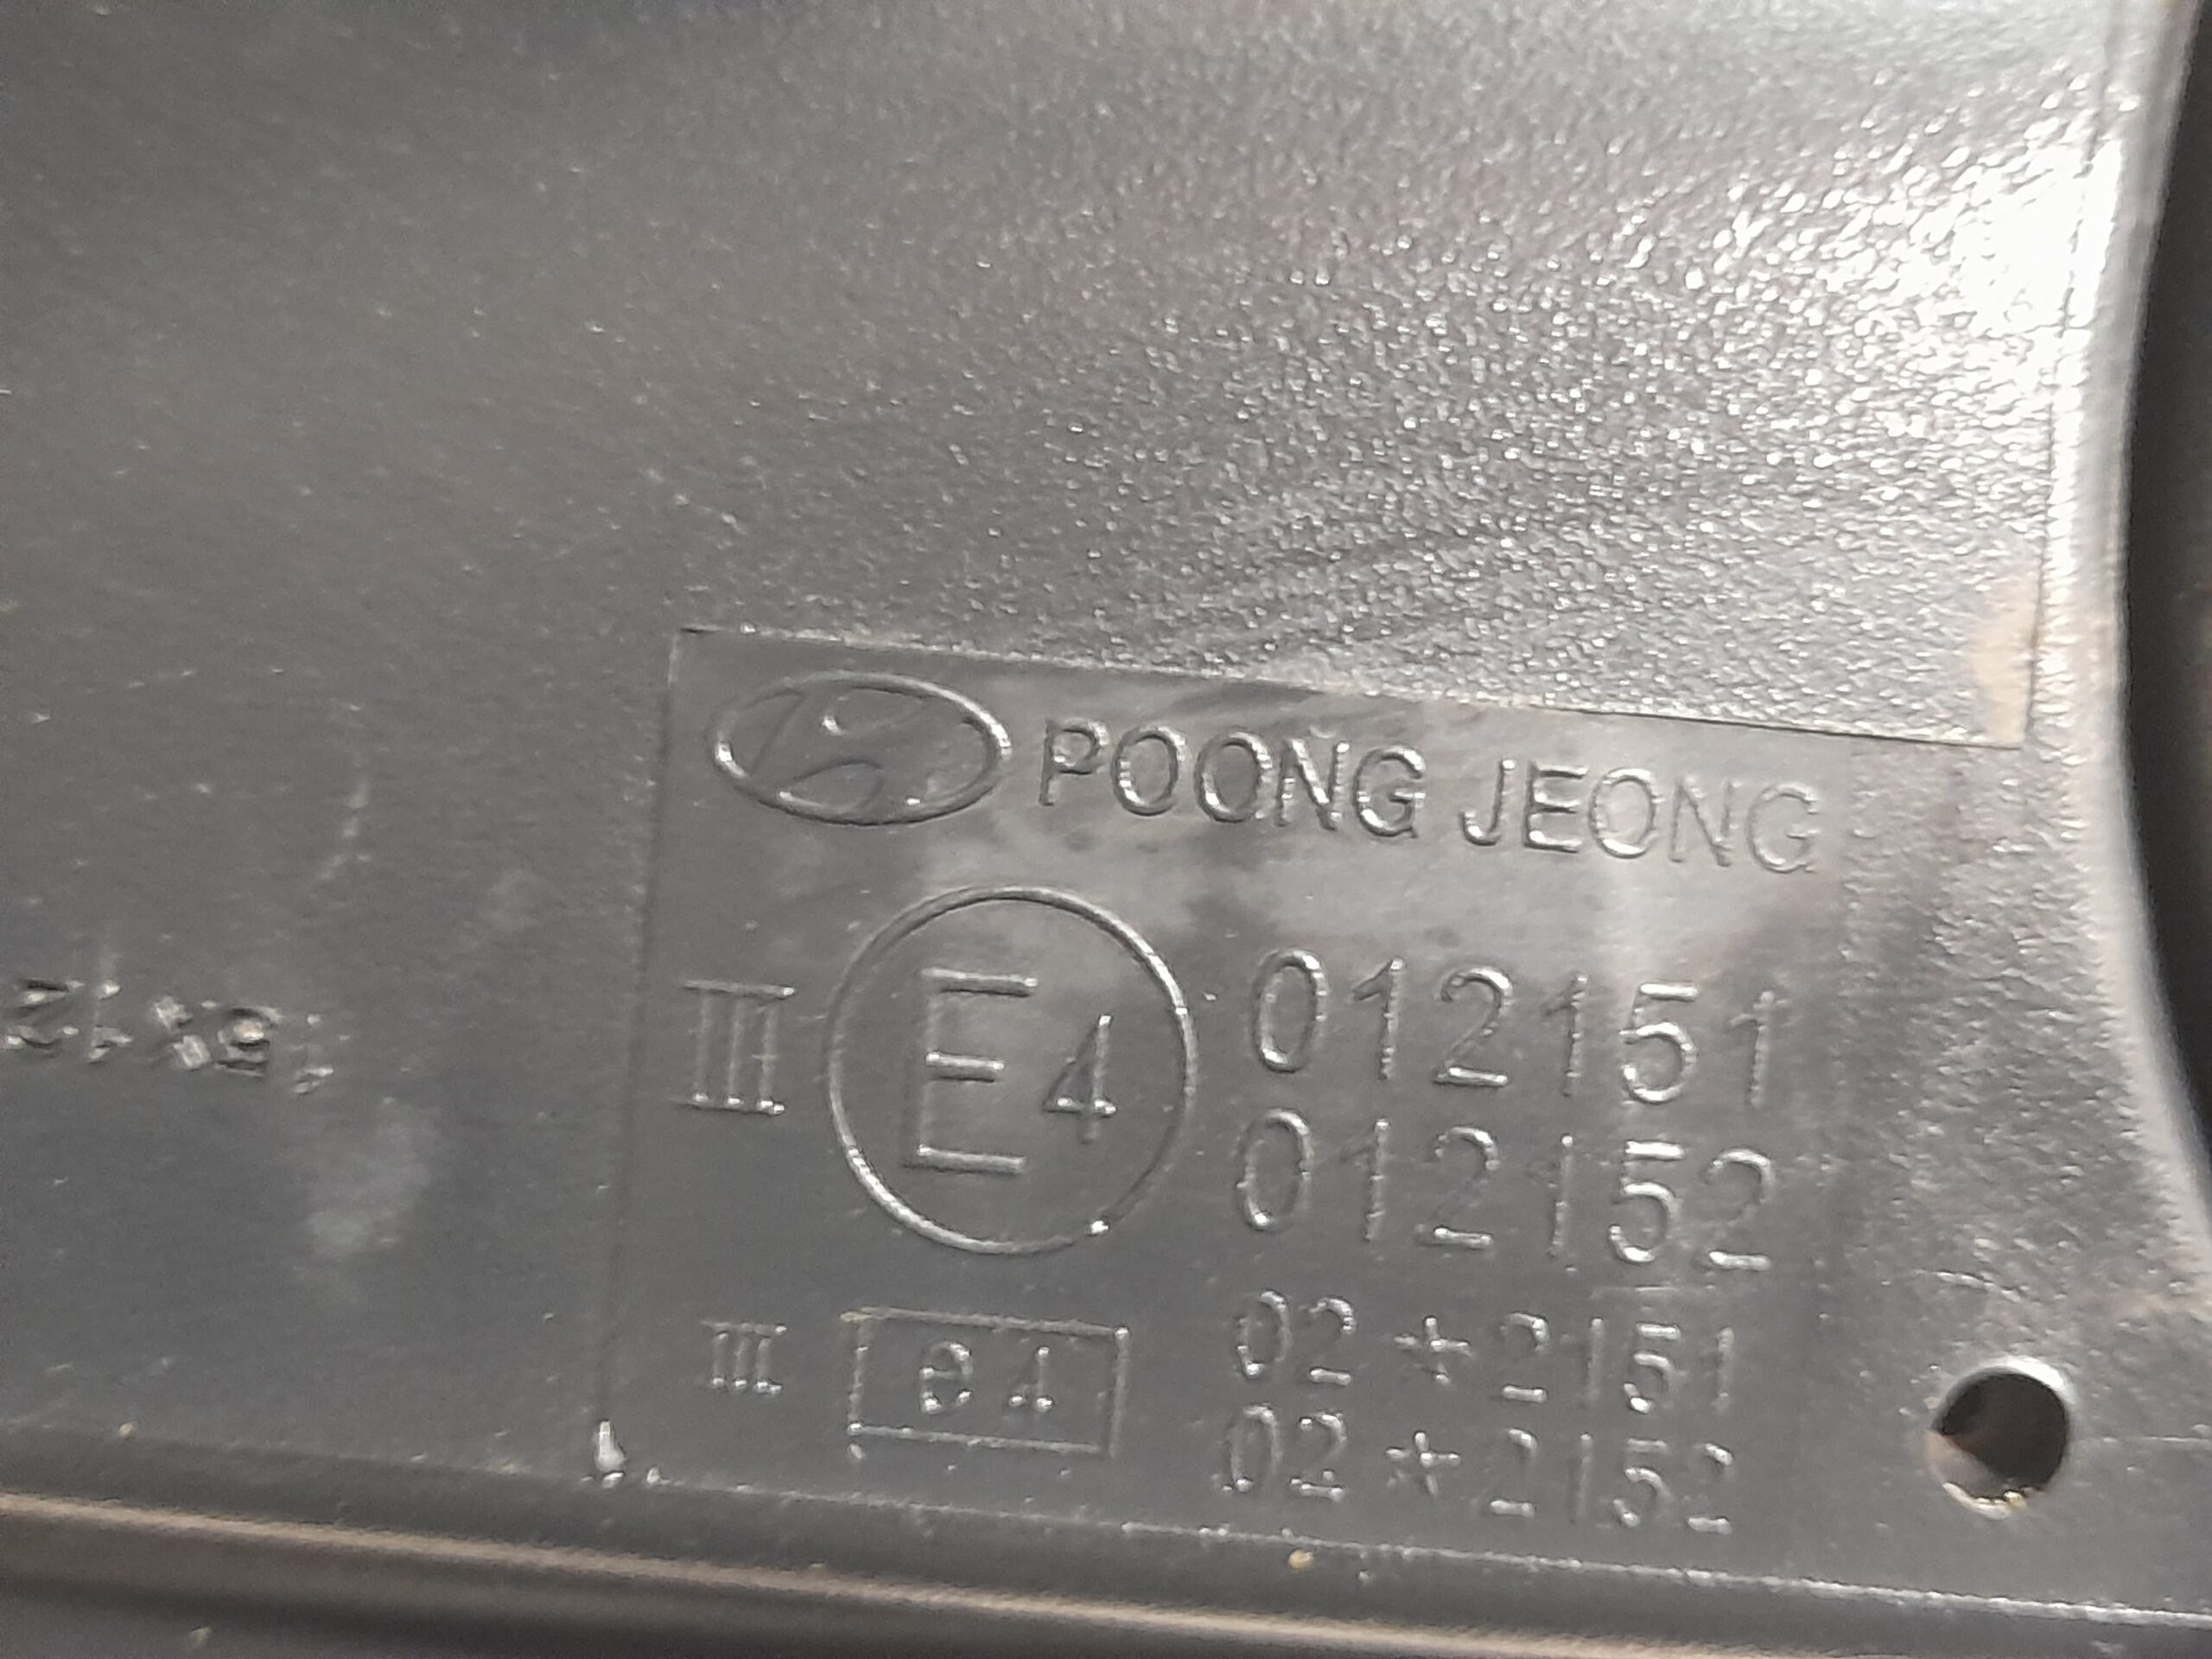 POONG JEONG
III E4 012151
012152
III e4 02*2151
02*2152